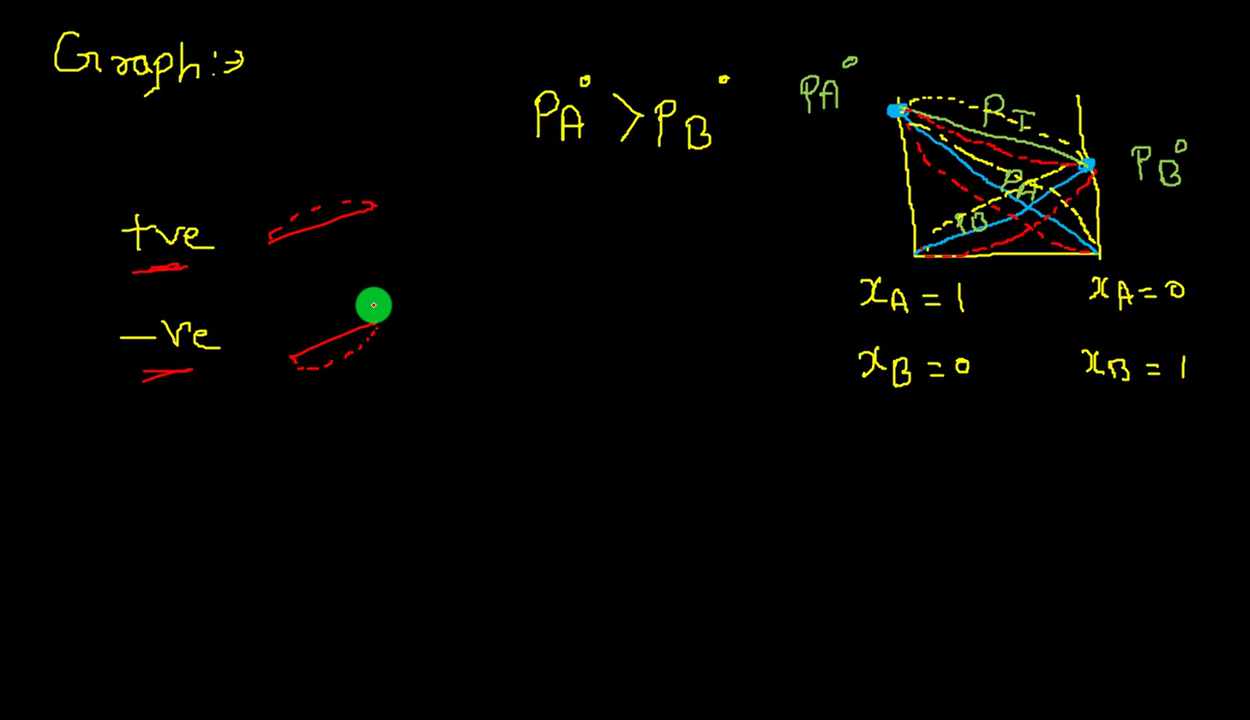 Graph :->
PA° > PB°
PA°
PT
PB°
+ve
PA
PB
xA = 1
xA = 0
-ve
xB = 0
xB = 1